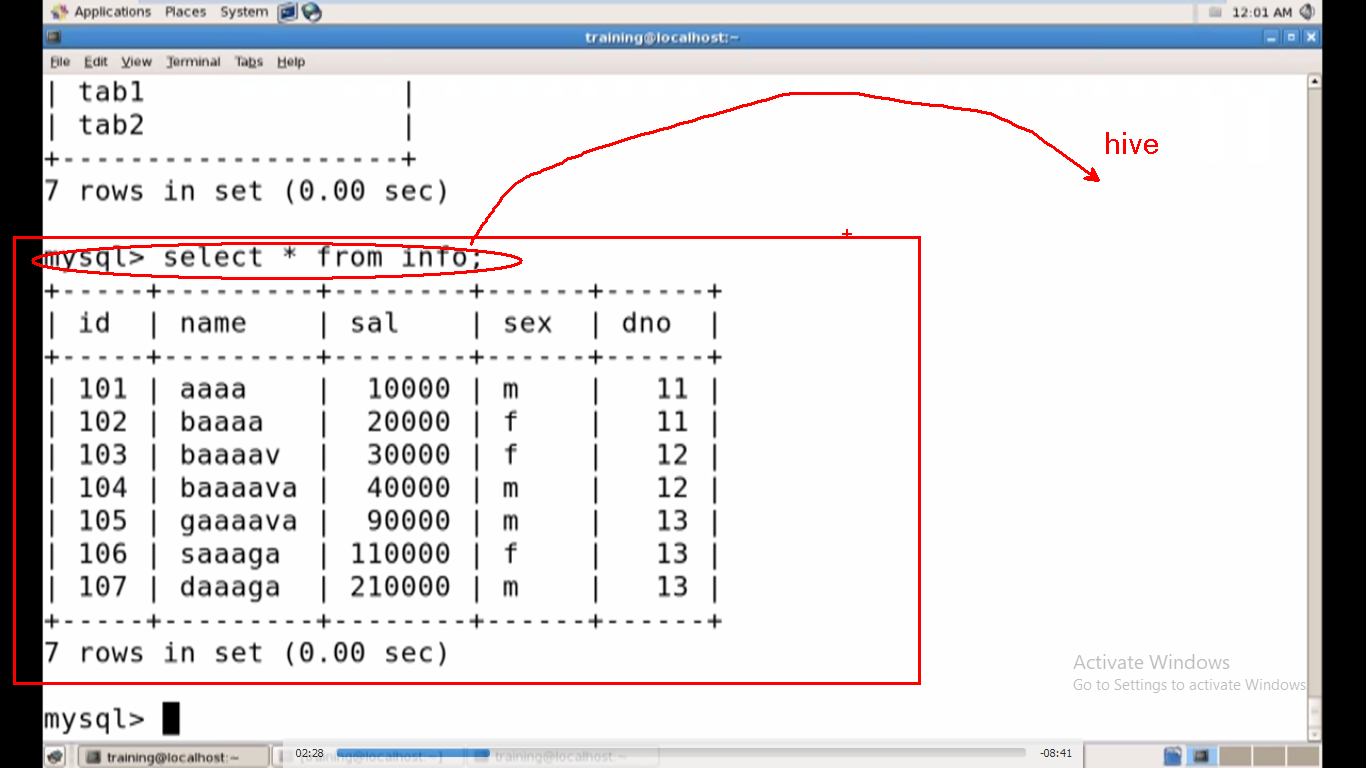 Applications Places System 12:01 AM
training@localhost:~
File Edit View Terminal Tabs Help
| tab1 |
| tab2 |
+--------------------+
7 rows in set (0.00 sec)
hive
mysql> select * from info;
+-----+---------+--------+------+------+
| id | name | sal | sex | dno |
+-----+---------+--------+------+------+
| 101 | aaaa | 10000 | m | 11 |
| 102 | baaaa | 20000 | f | 11 |
| 103 | baaaav | 30000 | f | 12 |
| 104 | baaaava | 40000 | m | 12 |
| 105 | gaaaava | 90000 | m | 13 |
| 106 | saaaga | 110000 | f | 13 |
| 107 | daaaga | 210000 | m | 13 |
+-----+---------+--------+------+------+
7 rows in set (0.00 sec)
Activate Windows
Go to Settings to activate Windows
mysql>
training@localhost:~ [training@localhost:~] training@localhost:~
02:28 -08:41